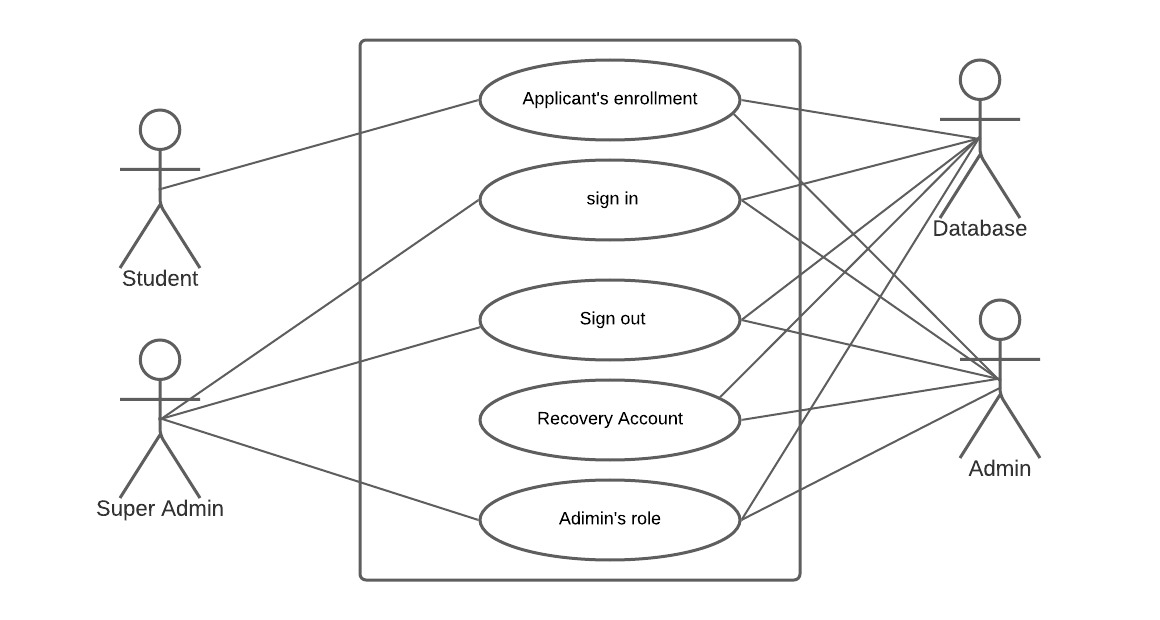 Applicant's enrollment
sign in
Sign out
Recovery Account
Adimin's role
Student
Super Admin
Database
Admin